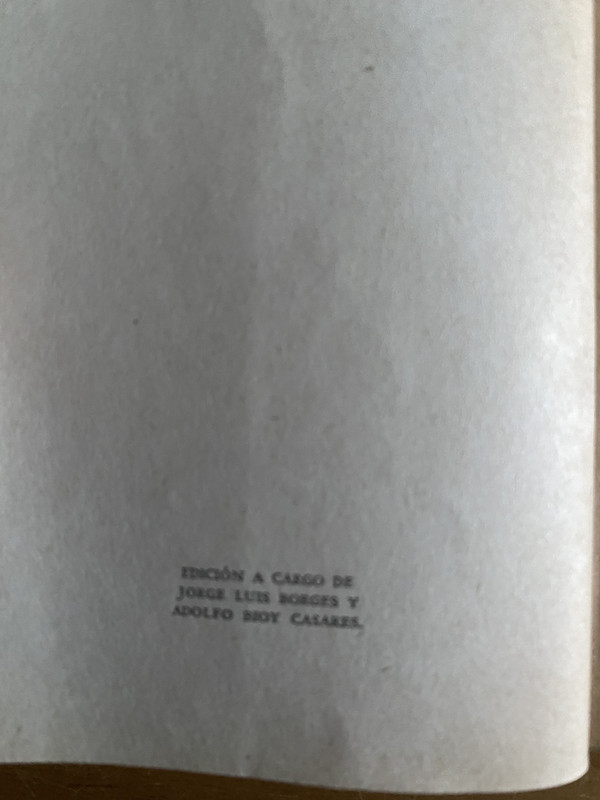 EDICIÓN A CARGO DE
JORGE LUIS BORGES Y
ADOLFO BIOY CASARES.